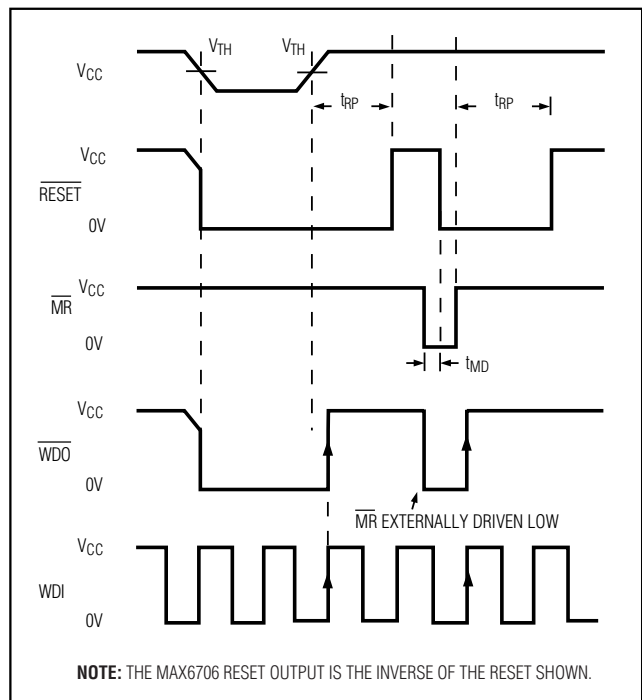 VTH VTH
VCC
tRP tRP
VCC
RESET
0V
VCC
MR
0V
tMD
VCC
WDO
0V
MR EXTERNALLY DRIVEN LOW
VCC
WDI
0V
NOTE: THE MAX6706 RESET OUTPUT IS THE INVERSE OF THE RESET SHOWN.